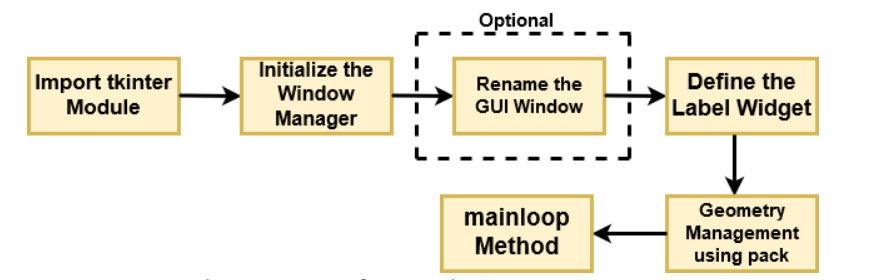 Optional
Import tkinter
Module
Initialize the
Window
Manager
Rename the
GUI Window
Define the
Label Widget
Geometry
Management
using pack
mainloop
Method